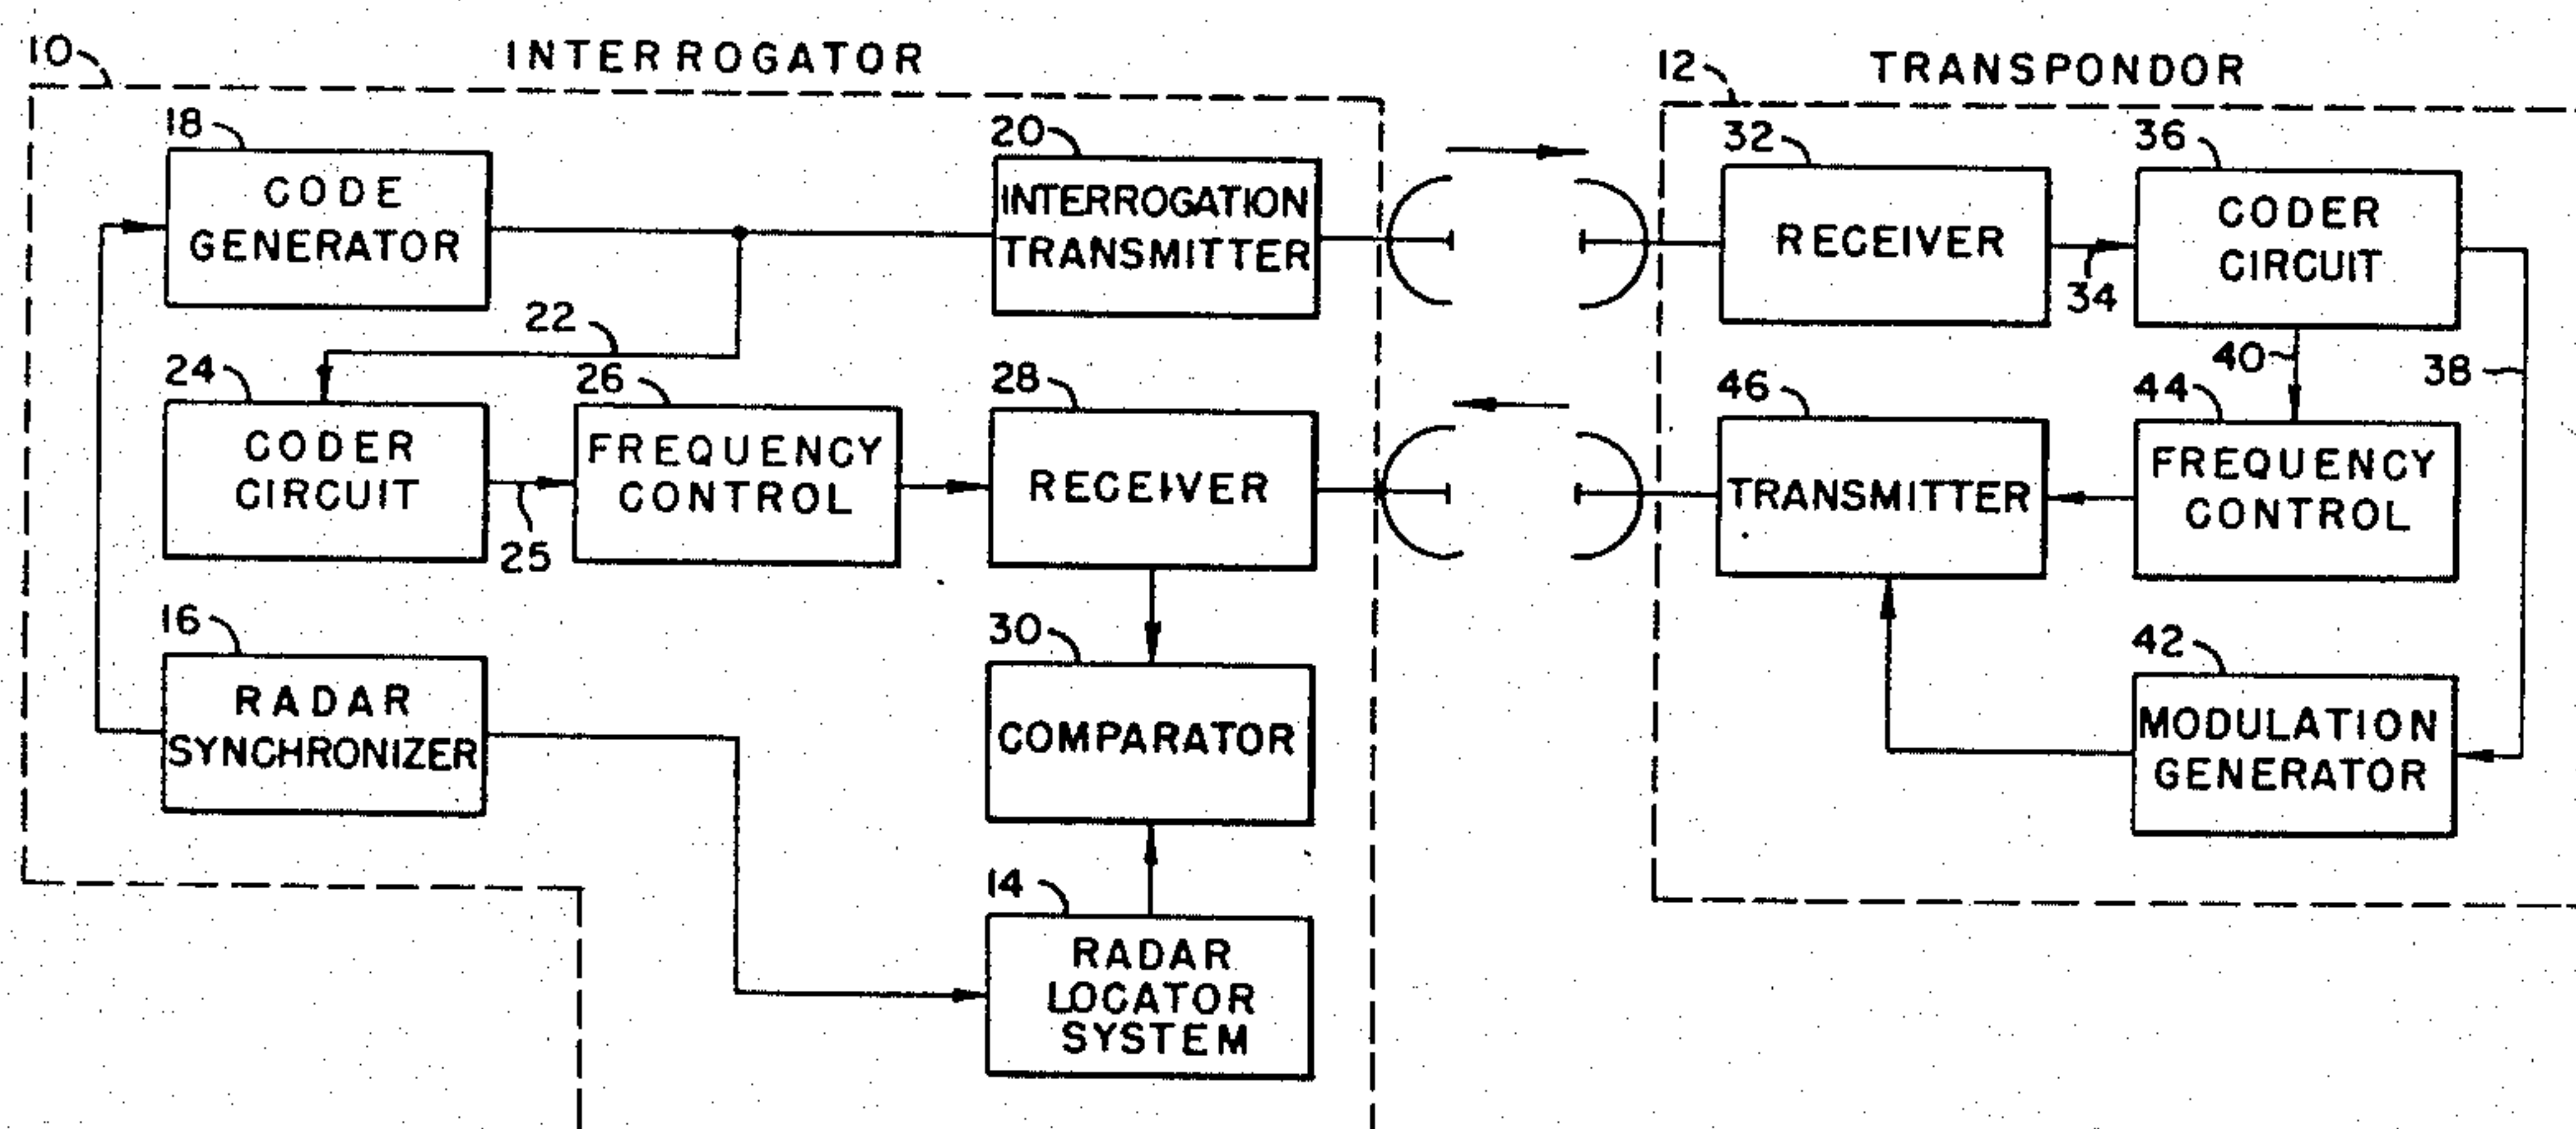 10
INTERROGATOR
12
TRANSPONDOR
18
CODE
GENERATOR
20
INTERROGATION
TRANSMITTER
32
RECEIVER
34
36
CODER
CIRCUIT
22
24
CODER
CIRCUIT
25
26
FREQUENCY
CONTROL
28
RECEIVER
46
TRANSMITTER
40
44
FREQUENCY
CONTROL
38
16
RADAR
SYNCHRONIZER
30
COMPARATOR
42
MODULATION
GENERATOR
14
RADAR
LOCATOR
SYSTEM